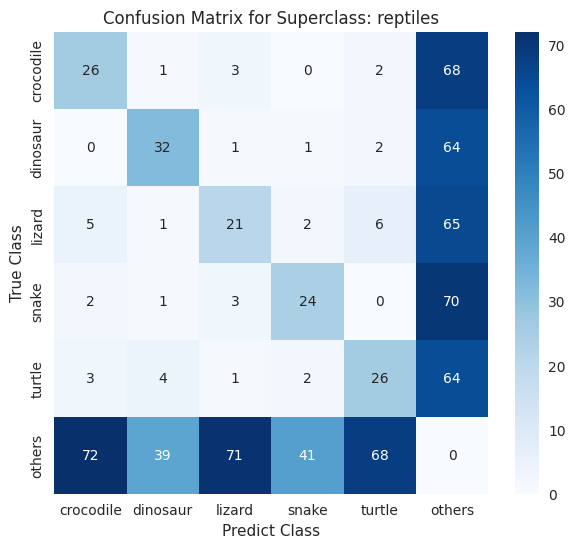 Confusion Matrix for Superclass: reptiles
True Class
crocodile 26 1 3 0 2 68
dinosaur 0 32 1 1 2 64
lizard 5 1 21 2 6 65
snake 2 1 3 24 0 70
turtle 3 4 1 2 26 64
others 72 39 71 41 68 0
crocodile dinosaur lizard snake turtle others
Predict Class
70
60
50
40
30
20
10
0